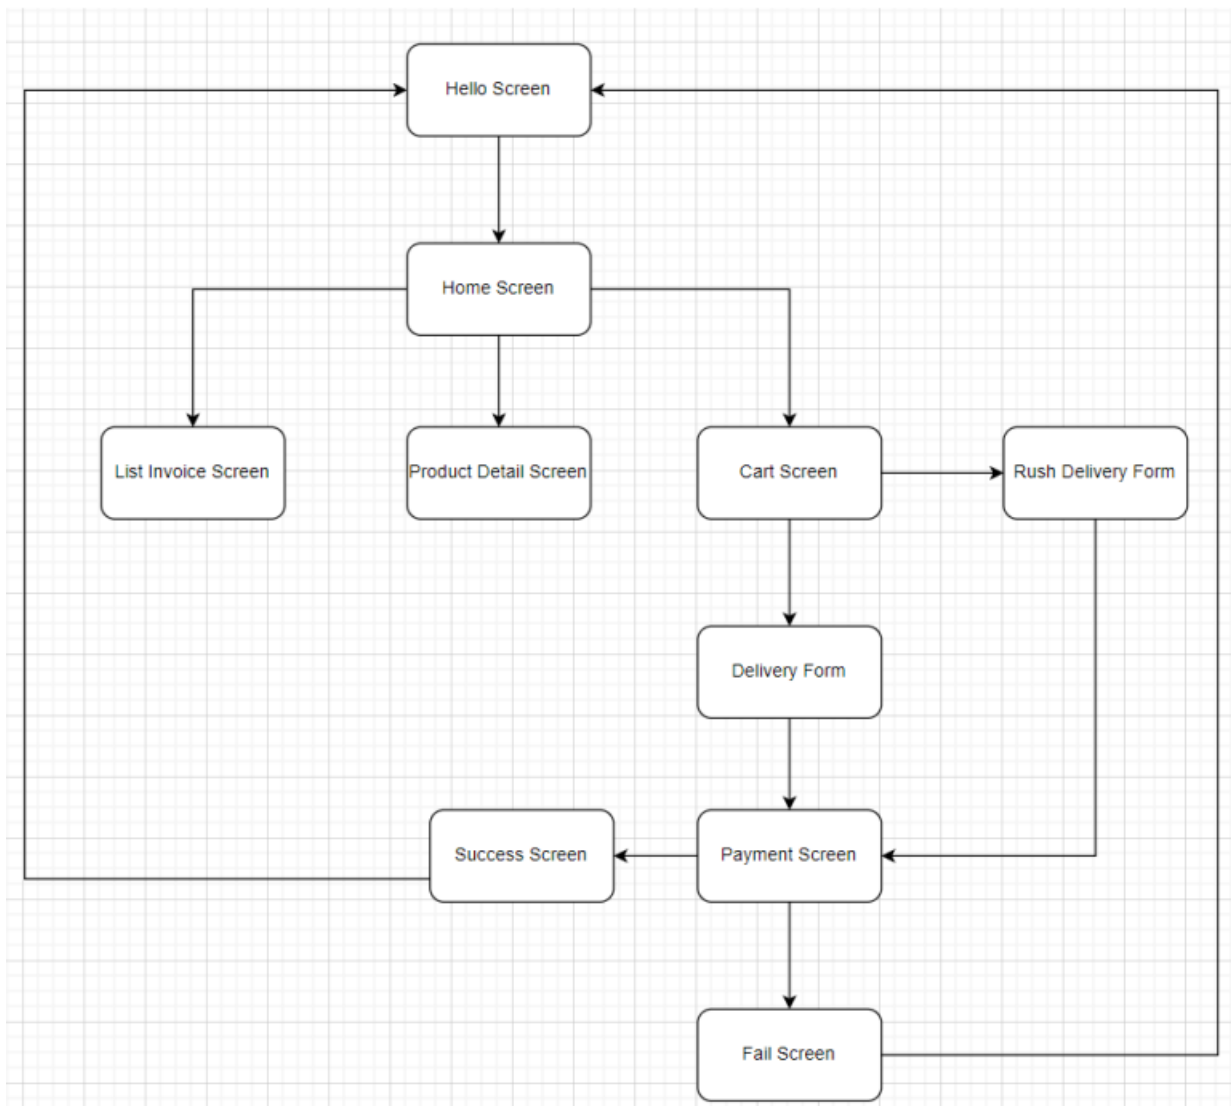 Hello Screen
Home Screen
List Invoice Screen
Product Detail Screen
Cart Screen
Rush Delivery Form
Delivery Form
Success Screen
Payment Screen
Fail Screen